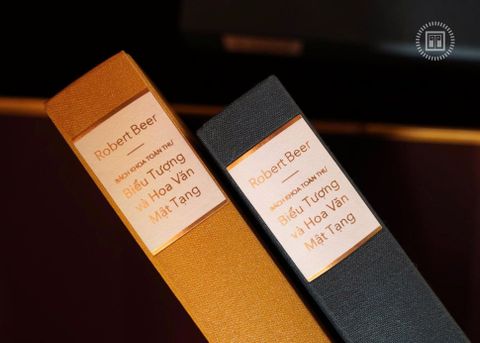 Robert Beer
BÁCH KHOA TOÀN THƯ
Biểu Tượng
và Hoa Văn
Mật Tạng
Robert Beer
BÁCH KHOA TOÀN THƯ
Biểu Tượng
và Hoa Văn
Mật Tạng